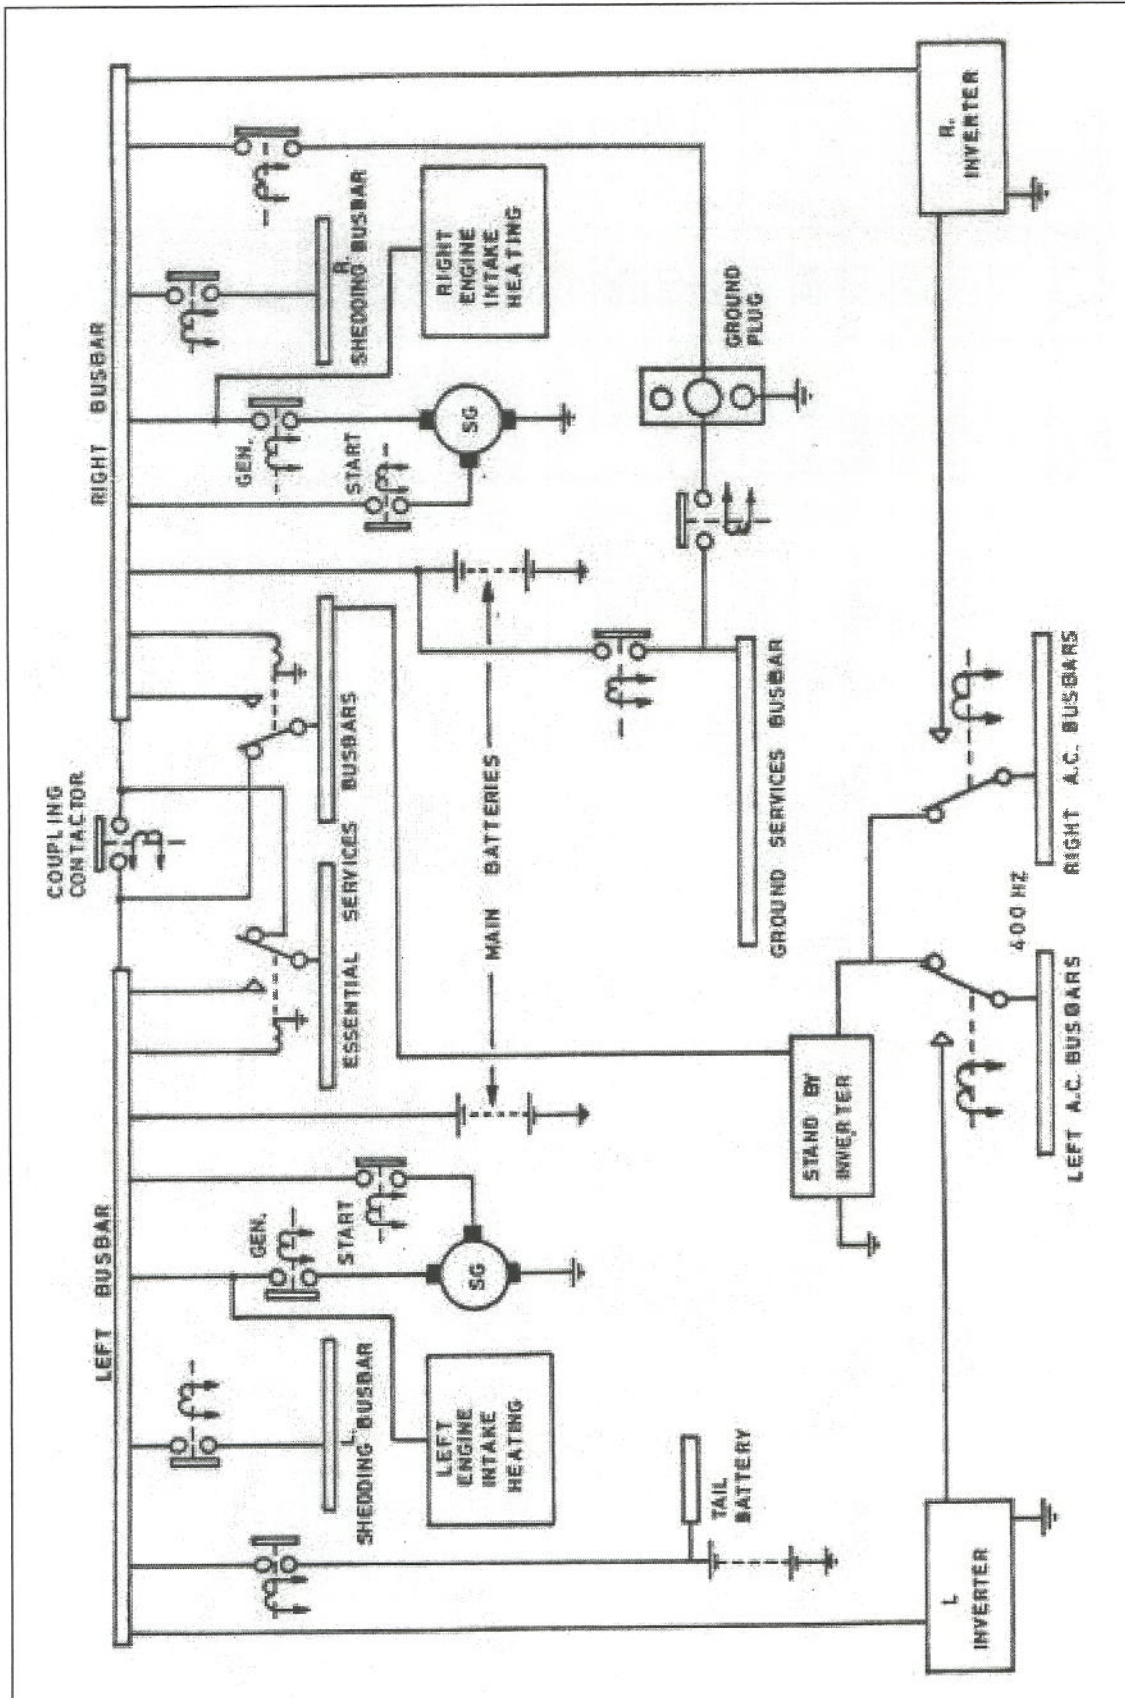 COUPLING
CONTACTOR
LEFT BUSBAR
RIGHT BUSBAR
GEN.
START
SG
L.
SHEDDING BUSBAR
LEFT
ENGINE
INTAKE
HEATING
ESSENTIAL SERVICES BUSBARS
GEN.
START
SG
R.
SHEDDING BUSBAR
RIGHT
ENGINE
INTAKE
HEATING
MAIN BATTERIES
TAIL
BATTERY
GROUND
PLUG
GROUND SERVICES BUSBAR
STAND BY
INVERTER
L
INVERTER
R.
INVERTER
400 HZ
LEFT A.C. BUSBARS
RIGHT A.C. BUSBARS